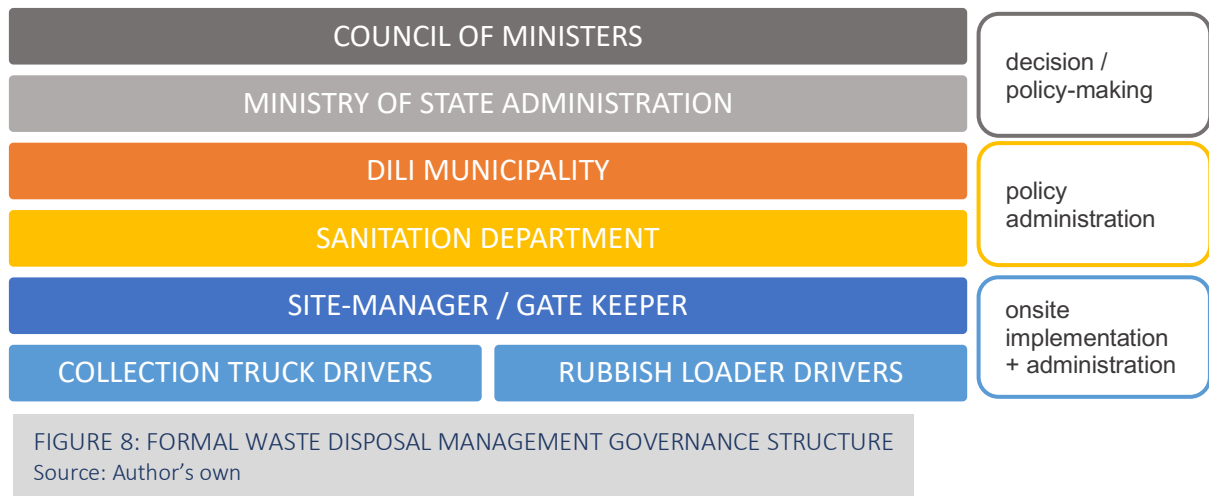 COUNCIL OF MINISTERS
MINISTRY OF STATE ADMINISTRATION
decision /
policy-making
DILI MUNICIPALITY
SANITATION DEPARTMENT
policy
administration
SITE-MANAGER / GATE KEEPER
COLLECTION TRUCK DRIVERS
RUBBISH LOADER DRIVERS
onsite
implementation
+ administration
FIGURE 8: FORMAL WASTE DISPOSAL MANAGEMENT GOVERNANCE STRUCTURE
Source: Author's own